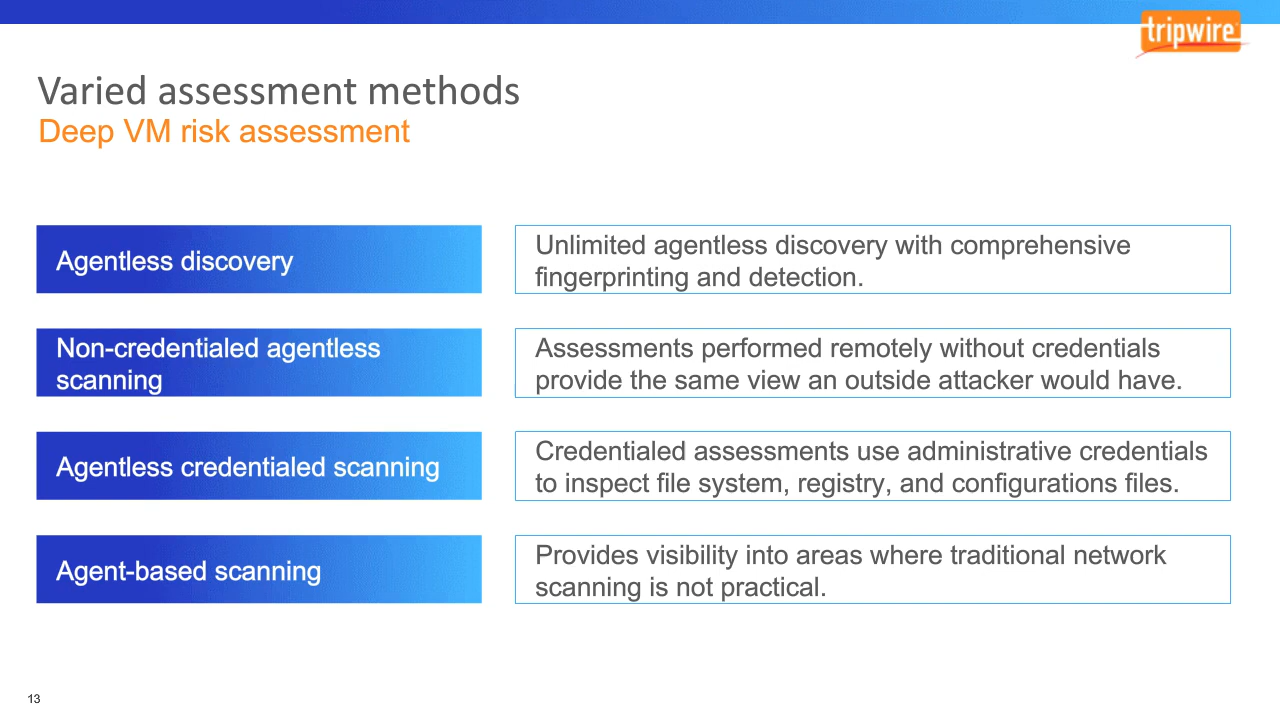 tripwire
Varied assessment methods
Deep VM risk assessment
Agentless discovery
Unlimited agentless discovery with comprehensive
fingerprinting and detection.
Non-credentialed agentless
scanning
Assessments performed remotely without credentials
provide the same view an outside attacker would have.
Agentless credentialed scanning
Credentialed assessments use administrative credentials
to inspect file system, registry, and configurations files.
Agent-based scanning
Provides visibility into areas where traditional network
scanning is not practical.
13